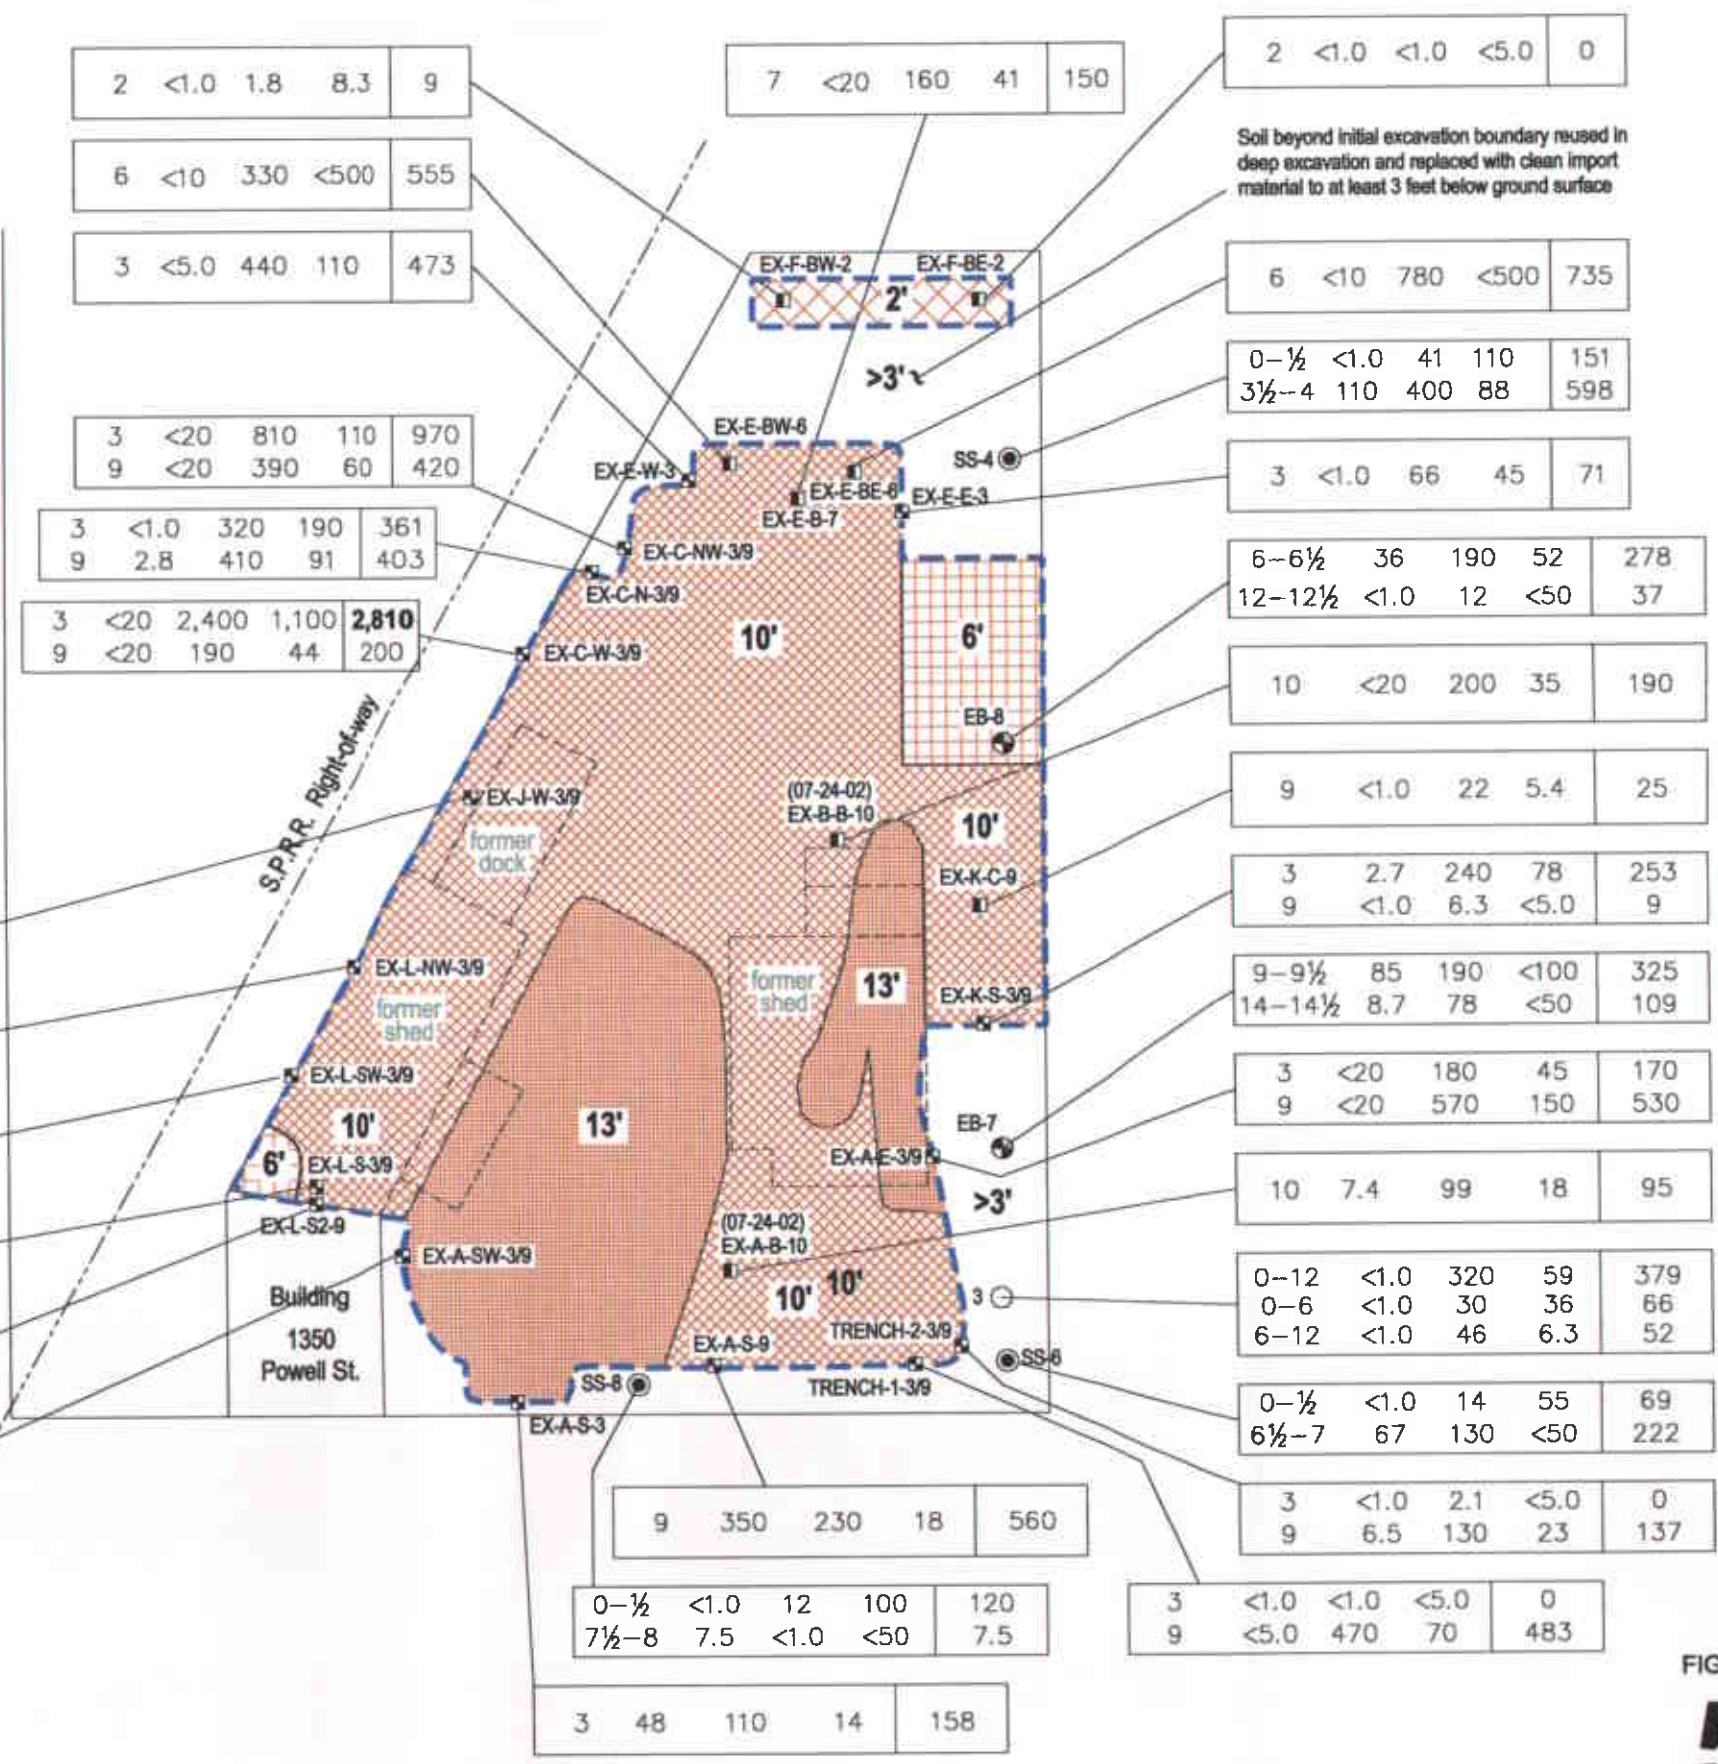 2 <1.0 1.8 8.3 9
7 <20 160 41 150
2 <1.0 <1.0 <5.0 0
6 <10 330 <500 555
Soil beyond initial excavation boundary reused in
deep excavation and replaced with clean import
material to at least 3 feet below ground surface
3 <5.0 440 110 473
EX-F-BW-2
EX-F-BE-2
2'
6 <10 780 <500 735
>3'
0-½ <1.0 41 110 151
3½-4 110 400 88 598
3 <20 810 110 970
9 <20 390 60 420
EX-E-BW-6
EX-E-W-3
SS-4
EX-E-BE-6
EX-E-E-3
EX-E-B-7
3 <1.0 66 45 71
3 <1.0 320 190 361
9 2.8 410 91 403
EX-C-NW-3/9
EX-C-N-3/9
6-6½ 36 190 52 278
12-12½ <1.0 12 <50 37
3 <20 2,400 1,100 2,810
9 <20 190 44 200
EX-C-W-3/9
10'
6'
10 <20 200 35 190
EB-8
S.P.R.R. Right-of-way
EX-J-W-3/9
(07-24-02)
EX-B-B-10
10'
9 <1.0 22 5.4 25
former
dock
EX-K-C-9
3 2.7 240 78 253
9 <1.0 6.3 <5.0 9
EX-L-NW-3/9
former
shed
former
shed
13'
EX-K-S-3/9
9-9½ 85 190 <100 325
14-14½ 8.7 78 <50 109
EX-L-SW-3/9
10'
13'
EB-7
3 <20 180 45 170
9 <20 570 150 530
6'
EX-L-S-3/9
EX-A-E-3/9
>3'
10 7.4 99 18 95
EX-L-S2-9
(07-24-02)
EX-A-B-10
EX-A-SW-3/9
Building
1350
Powell St.
10'
10'
3
0-12 <1.0 320 59 379
0-6 <1.0 30 36 66
6-12 <1.0 46 6.3 52
EX-A-S-9
TRENCH-2-3/9
SS-6
SS-8
TRENCH-1-3/9
EX-A-S-3
0-½ <1.0 14 55 69
6½-7 67 130 <50 222
9 350 230 18 560
3 <1.0 2.1 <5.0 0
9 6.5 130 23 137
0-½ <1.0 12 100 120
7½-8 7.5 <1.0 <50 7.5
3 <1.0 <1.0 <5.0 0
9 <5.0 470 70 483
FIG
3 48 110 14 158